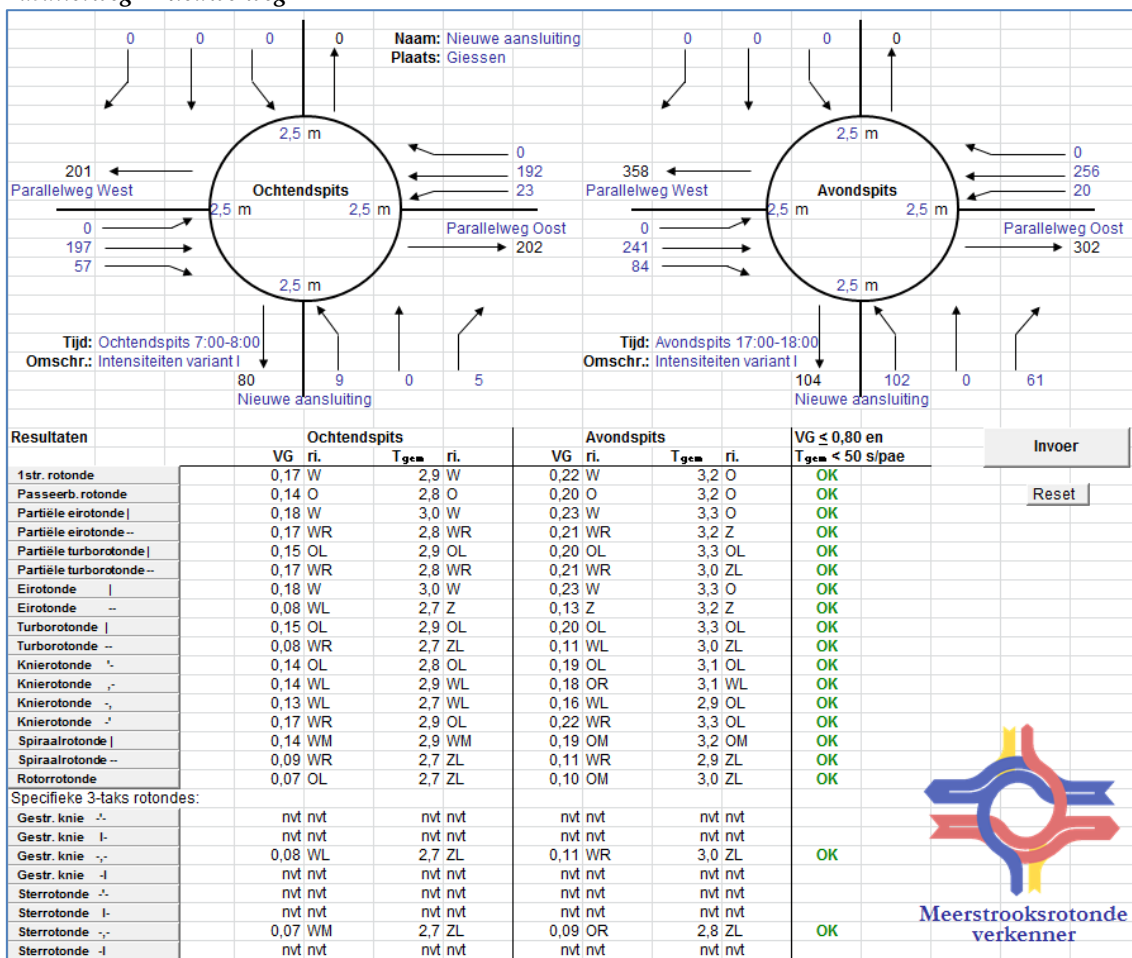 0 0 0 0 Naam: Nieuwe aansluiting 0 0 0 0
Plaats: Giessen
2,5 m 2,5 m
0 0
201 192 358 256
Parallelweg West Ochtendspits 23 Parallelweg West Avondspits 20
2,5 m 2,5 m 2,5 m 2,5 m
0 Parallelweg Oost 0 Parallelweg Oost
197 202 241 302
57 84
2,5 m 2,5 m
Tijd: Ochtendspits 7:00-8:00 Tijd: Avondspits 17:00-18:00
Omschr.: Intensiteiten variant I Omschr.: Intensiteiten variant I
80 9 0 5 104 102 0 61
Nieuwe aansluiting Nieuwe aansluiting
Resultaten Ochtendspits Avondspits VG ≤ 0,80 en
VG ri. Tgem ri. VG ri. Tgem ri. Tgem < 50 s/pae
Invoer
1str. rotonde 0,17 W 2,9 W 0,22 W 3,2 O OK
Passeerb. rotonde 0,14 O 2,8 O 0,20 O 3,2 O OK
Reset
Partiële eirotonde | 0,18 W 3,0 W 0,23 W 3,3 O OK
Partiële eirotonde -- 0,17 WR 2,8 WR 0,21 WR 3,2 Z OK
Partiële turborotonde | 0,15 OL 2,9 OL 0,20 OL 3,3 OL OK
Partiële turborotonde -- 0,17 WR 2,8 WR 0,21 WR 3,0 ZL OK
Eirotonde | 0,18 W 3,0 W 0,23 W 3,3 O OK
Eirotonde -- 0,08 WL 2,7 Z 0,13 Z 3,2 Z OK
Turborotonde | 0,15 OL 2,9 OL 0,20 OL 3,3 OL OK
Turborotonde -- 0,08 WR 2,7 ZL 0,11 WL 3,0 ZL OK
Knierotonde '- 0,14 OL 2,8 OL 0,19 OL 3,1 OL OK
Knierotonde ,- 0,14 WL 2,9 WL 0,18 OR 3,1 WL OK
Knierotonde -, 0,13 WL 2,7 WL 0,16 WL 2,9 OL OK
Knierotonde -' 0,17 WR 2,9 OL 0,22 WR 3,3 OL OK
Spiraalrotonde | 0,14 WM 2,9 WM 0,19 OM 3,2 OM OK
Spiraalrotonde -- 0,09 WR 2,7 ZL 0,11 WR 2,9 ZL OK
Rotorrotonde 0,07 OL 2,7 ZL 0,10 OM 3,0 ZL OK
Specifieke 3-taks rotondes:
Gestr. knie -'- nvt nvt nvt nvt nvt nvt nvt nvt
Gestr. knie I- nvt nvt nvt nvt nvt nvt nvt nvt
Gestr. knie -,- 0,08 WL 2,7 ZL 0,11 WR 3,0 ZL OK
Gestr. knie -I nvt nvt nvt nvt nvt nvt nvt nvt
Sterrotonde -'- nvt nvt nvt nvt nvt nvt nvt nvt
Sterrotonde I- nvt nvt nvt nvt nvt nvt nvt nvt
Sterrotonde -,- 0,07 WM 2,7 ZL 0,09 OR 2,8 ZL OK
Sterrotonde -I nvt nvt nvt nvt nvt nvt nvt nvt
Meerstrooksrotonde
verkenner